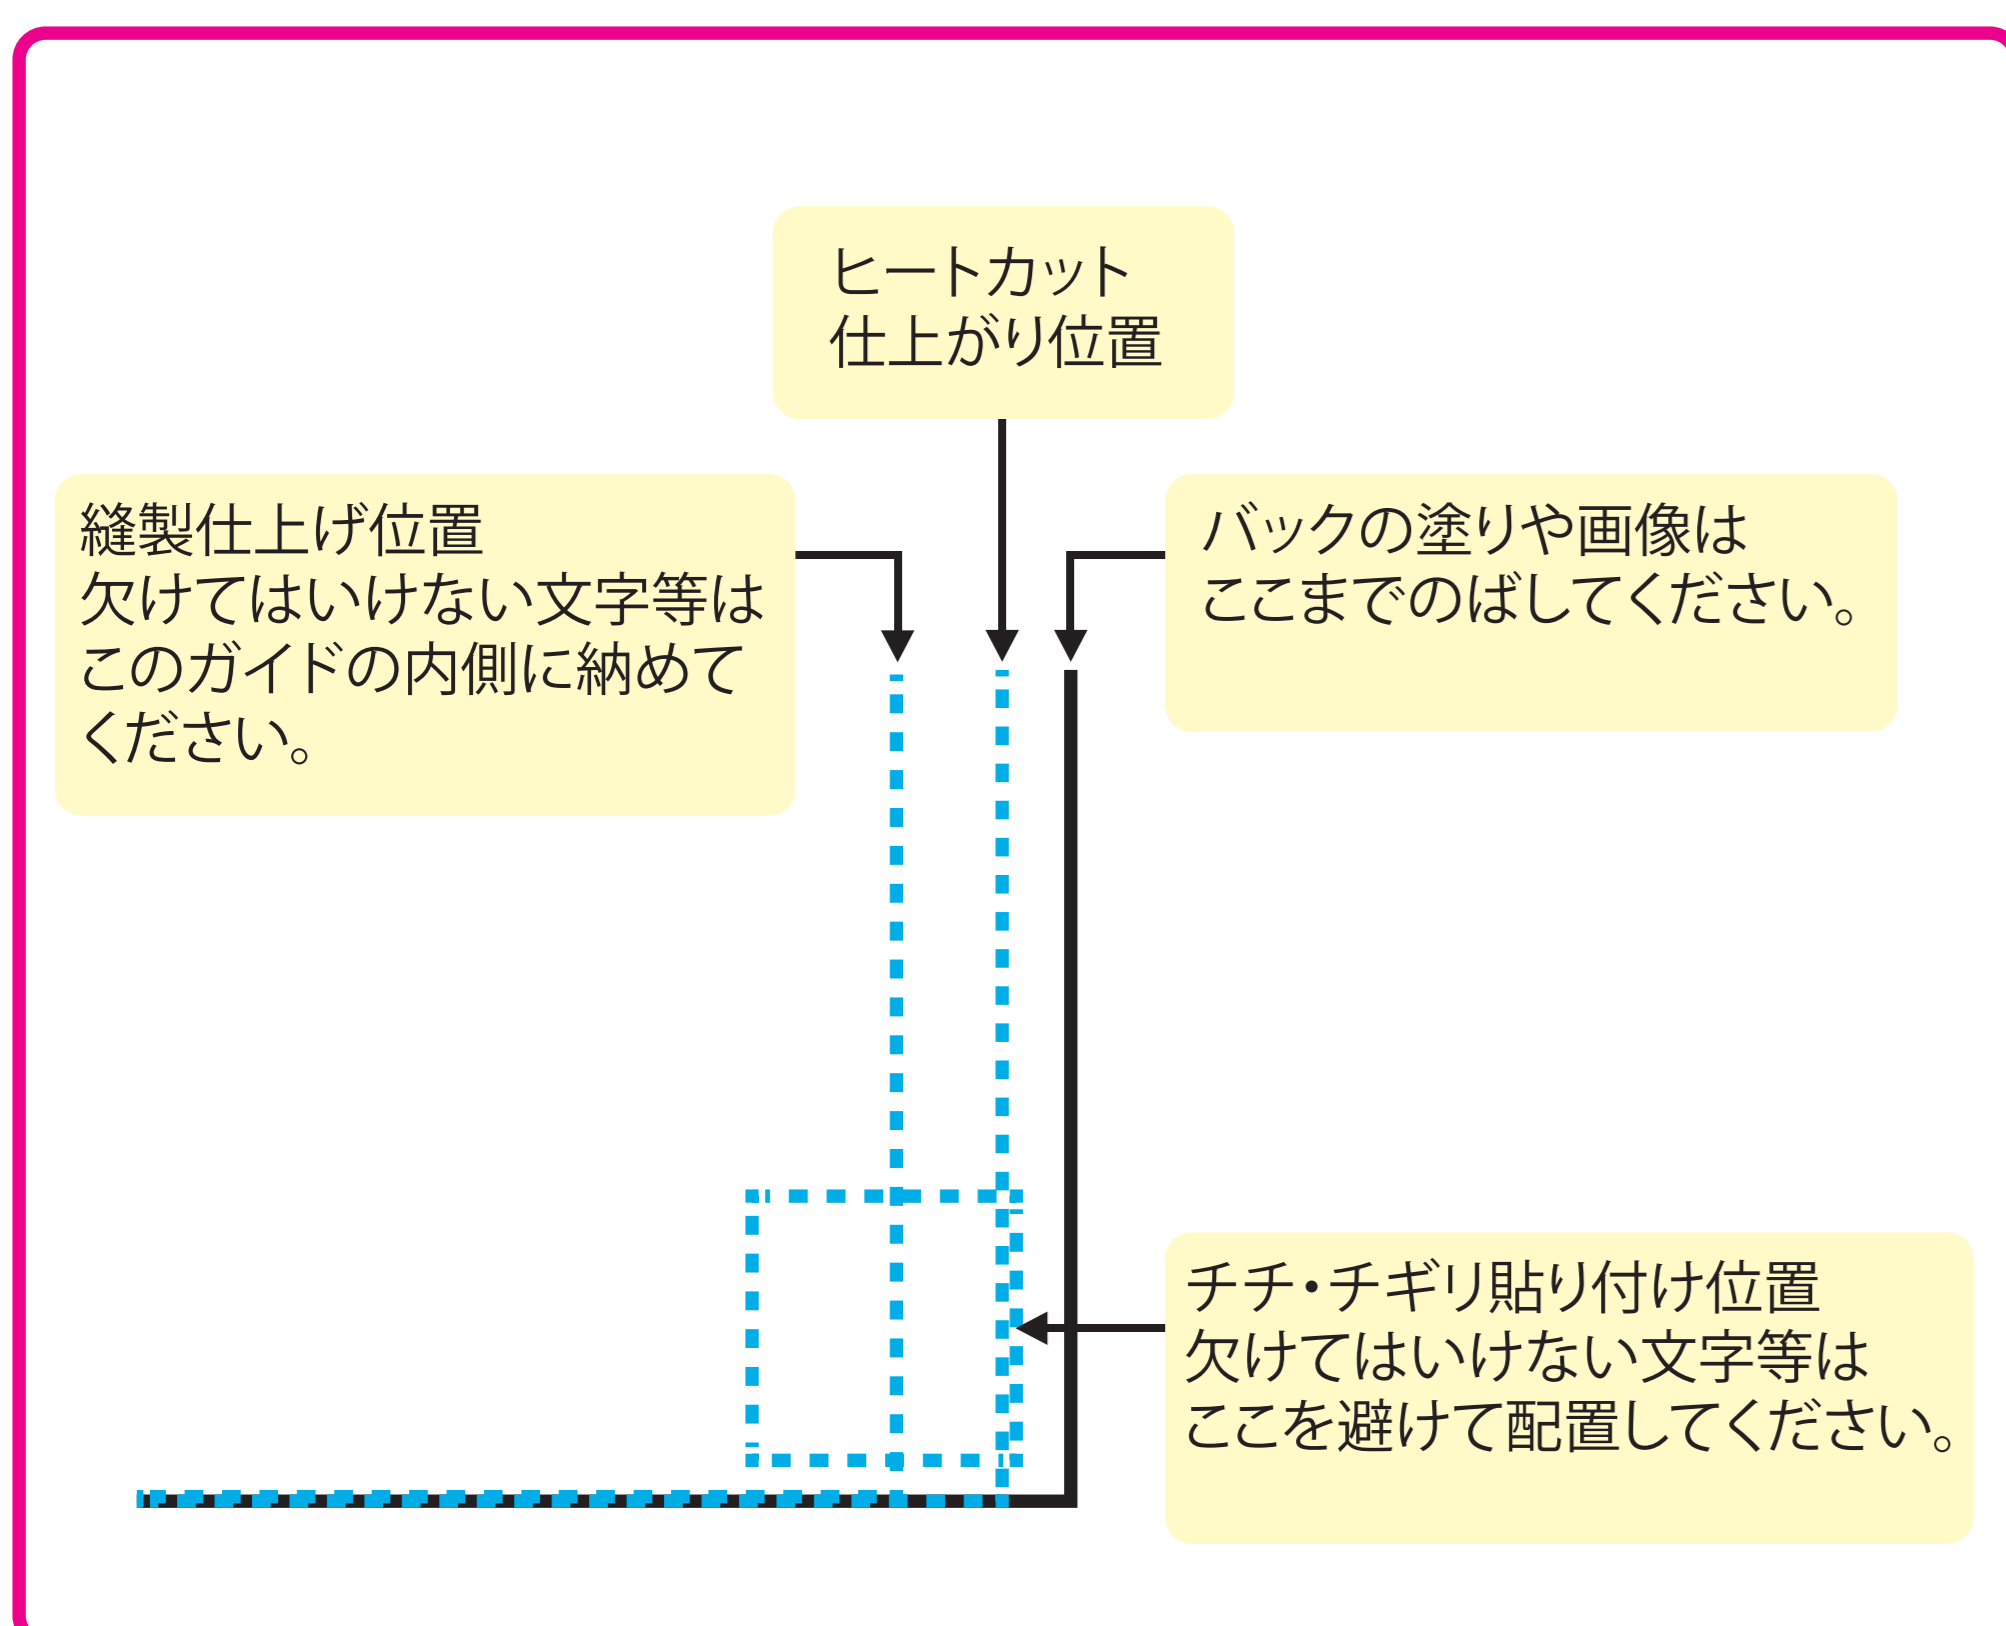 ヒートカット
仕上がり位置
縫製仕上げ位置
欠けてはいけない文字等は
このガイドの内側に納めて
ください。
バックの塗りや画像は
ここまでのばしてください。
チチ・チギリ貼り付け位置
欠けてはいけない文字等は
ここを避けて配置してください。